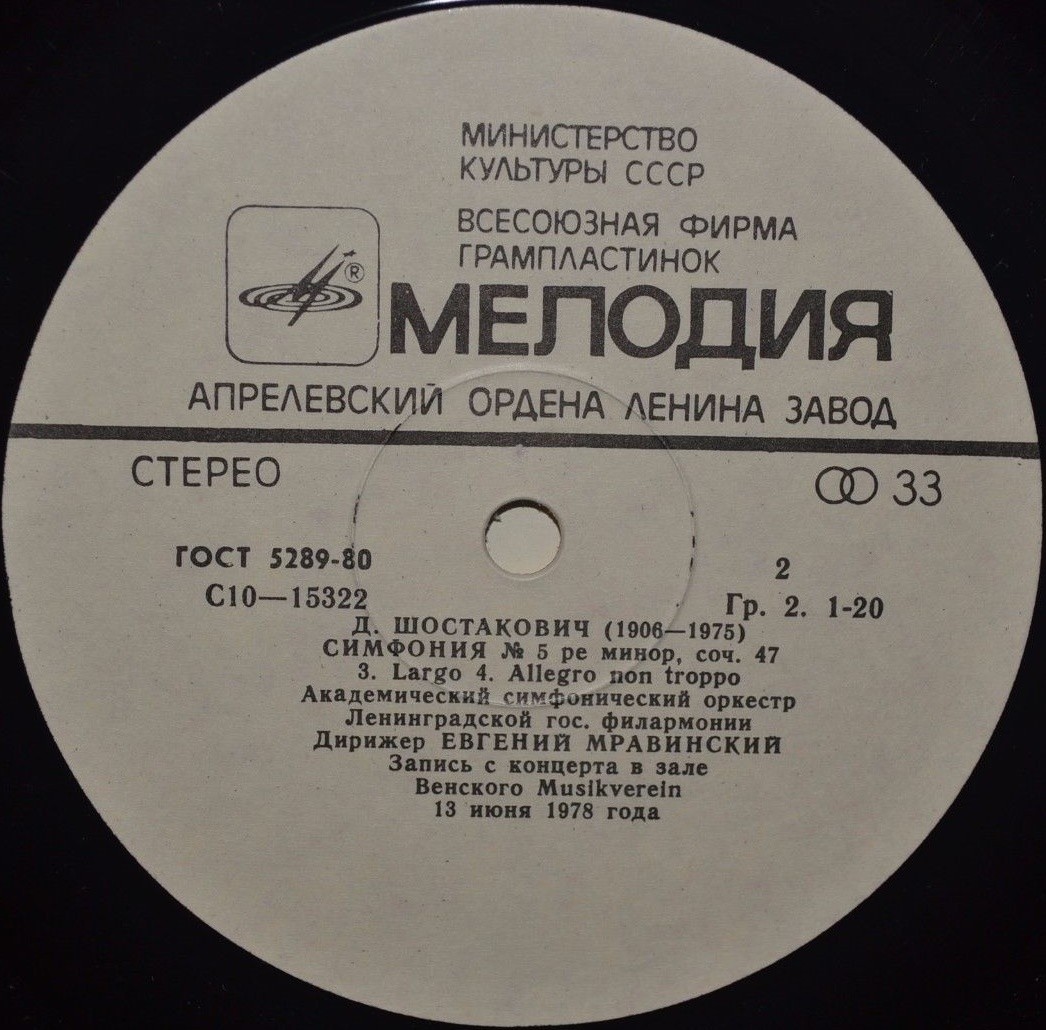 МИНИСТЕРСТВО
КУЛЬТУРЫ СССР
ВСЕСОЮЗНАЯ ФИРМА
ГРАМПЛАСТИНОК
®
МЕЛОДИЯ
АПРЕЛЕВСКИЙ ОРДЕНА ЛЕНИНА ЗАВОД
СТЕРЕО
33
ГОСТ 5289-80
2
С10—15322
Гр. 2. 1-20
Д. ШОСТАКОВИЧ (1906—1975)
СИМФОНИЯ № 5 ре минор, соч. 47
3. Largo 4. Allegro non troppo
Академический симфонический оркестр
Ленинградской гос. филармонии
Дирижер ЕВГЕНИЙ МРАВИНСКИЙ
Запись с концерта в зале
Венского Musikverein
13 июня 1978 года